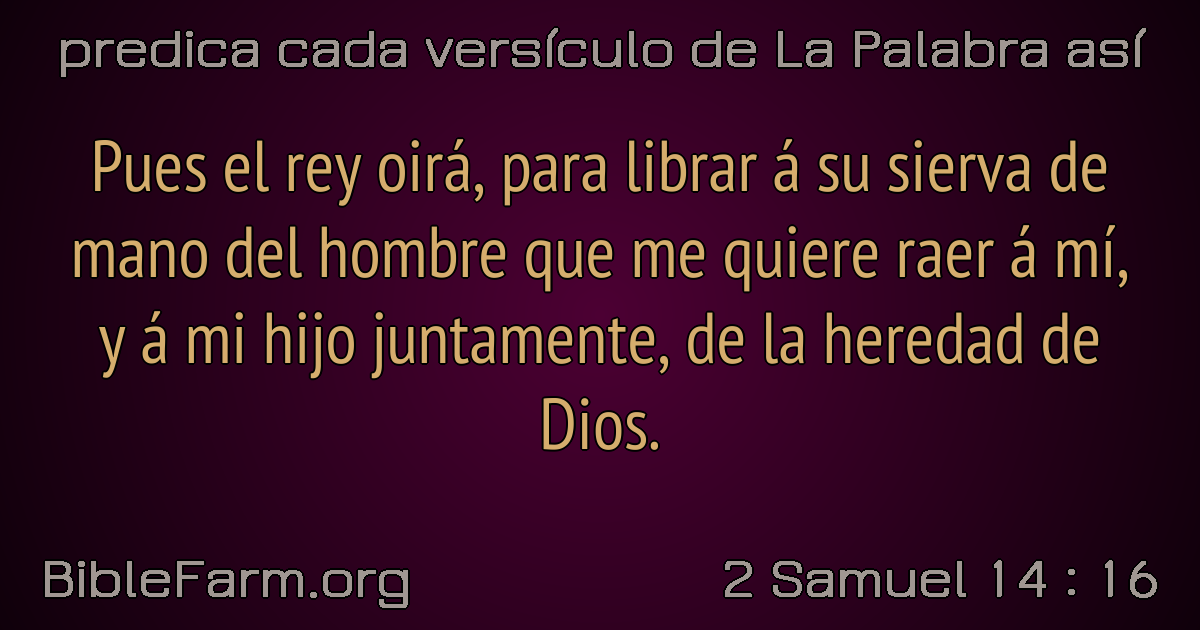 predica cada versículo de La Palabra así
Pues el rey oirá, para librar á su sierva de
mano del hombre que me quiere raer á mí,
y á mi hijo juntamente, de la heredad de
Dios.
BibleFarm.org
2 Samuel 14 : 16